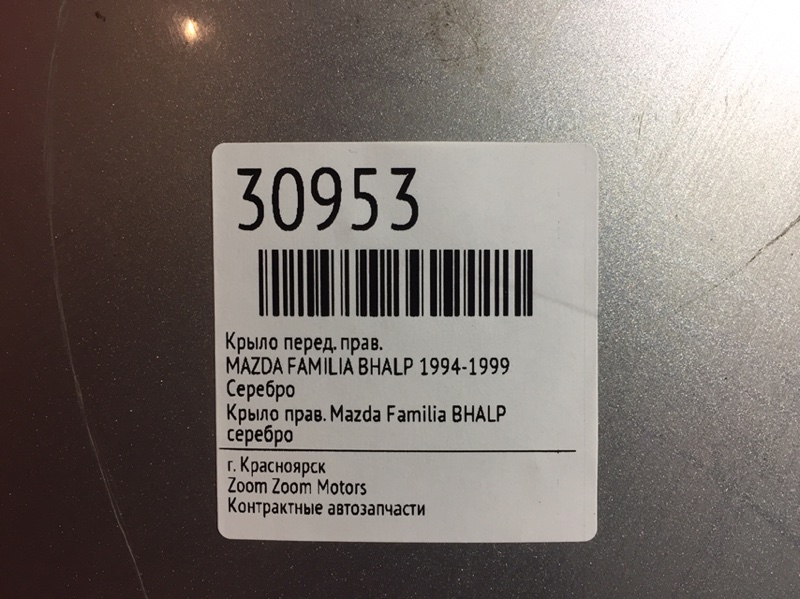 30953
Крыло перед. прав.
MAZDA FAMILIA BHALP 1994-1999
Серебро
Крыло прав. Mazda Familia BHALP
серебро
г. Красноярск
Zoom Zoom Motors
Контрактные автозапчасти